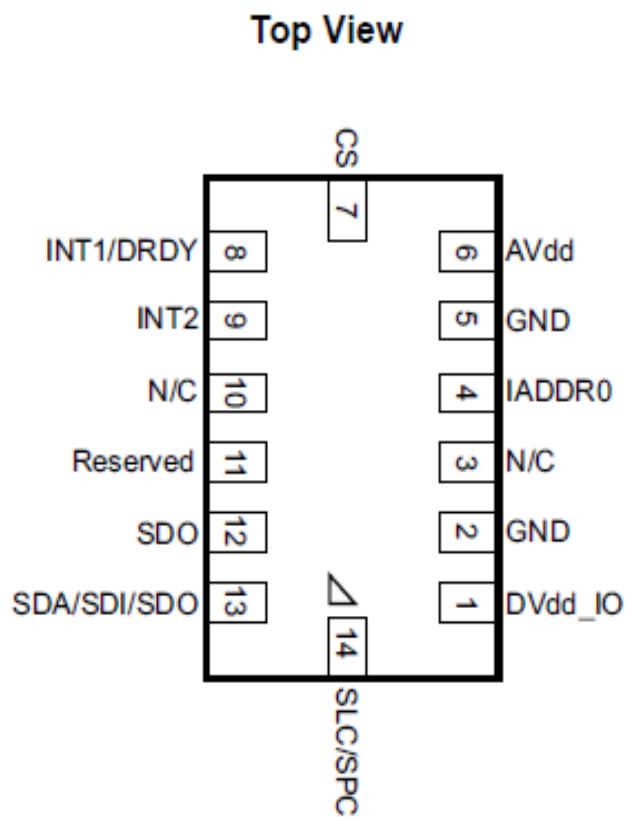 Top View
CS
7
INT1/DRDY 8 6 AVdd
INT2 9 5 GND
N/C 10 4 IADDR0
Reserved 11 3 N/C
SDO 12 2 GND
SDA/SDI/SDO 13 1 DVdd_IO
14
SLC/SPC